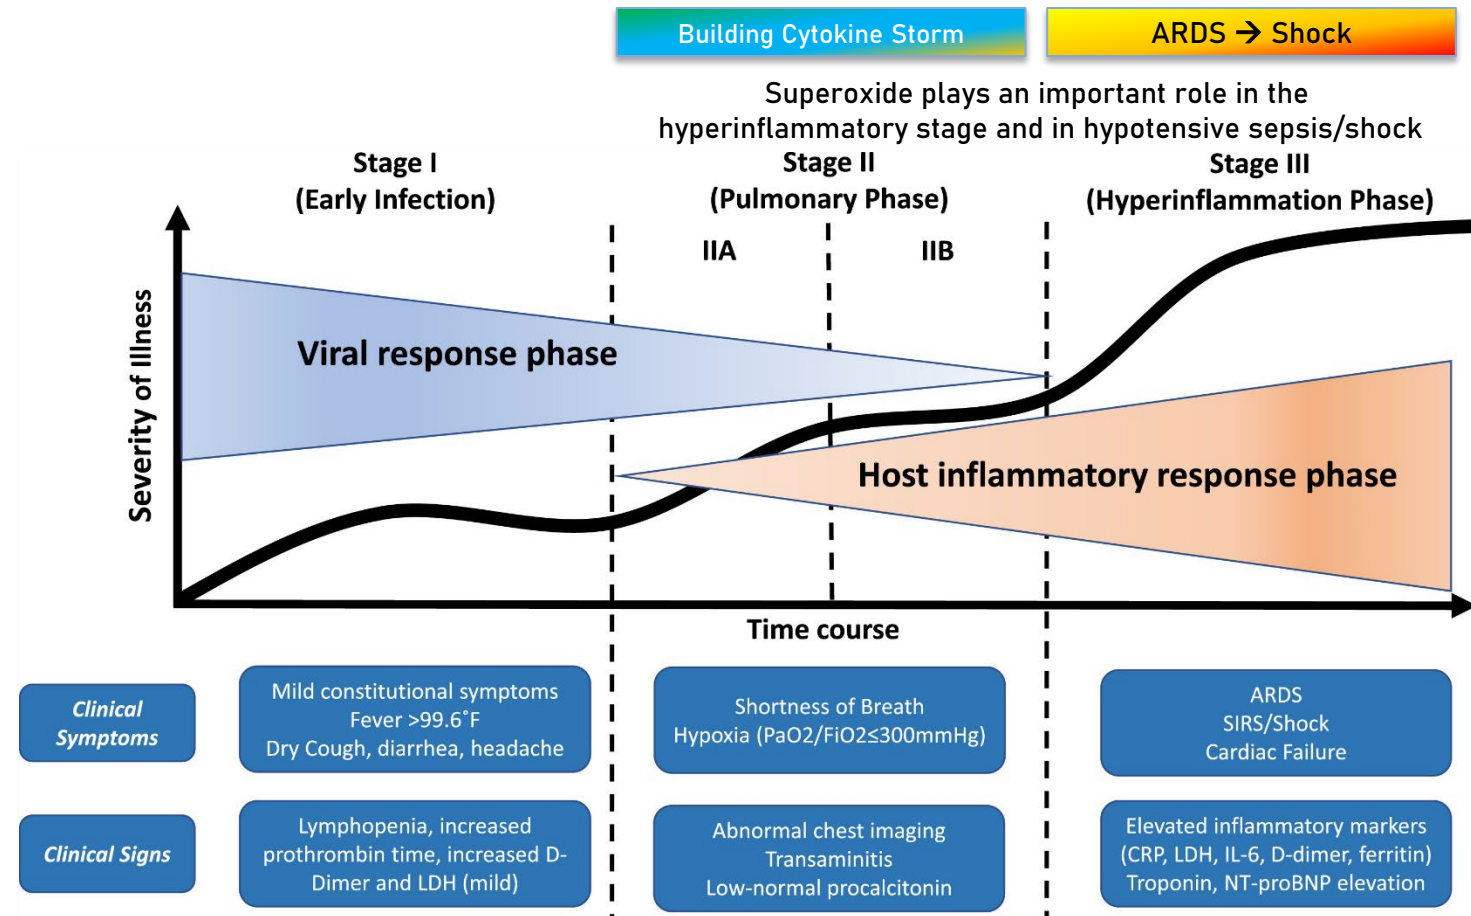 Building Cytokine Storm
ARDS → Shock
Superoxide plays an important role in the
hyperinflammatory stage and in hypotensive sepsis/shock
Stage I
(Early Infection)
Stage II
(Pulmonary Phase)
Stage III
(Hyperinflammation Phase)
IIA
IIB
Severity of Illness
Viral response phase
Host inflammatory response phase
Time course
Clinical
Symptoms
Mild constitutional symptoms
Fever >99.6°F
Dry Cough, diarrhea, headache
Shortness of Breath
Hypoxia (PaO2/FiO2≤300mmHg)
ARDS
SIRS/Shock
Cardiac Failure
Clinical Signs
Lymphopenia, increased
prothrombin time, increased D-
Dimer and LDH (mild)
Abnormal chest imaging
Transaminitis
Low-normal procalcitonin
Elevated inflammatory markers
(CRP, LDH, IL-6, D-dimer, ferritin)
Troponin, NT-proBNP elevation